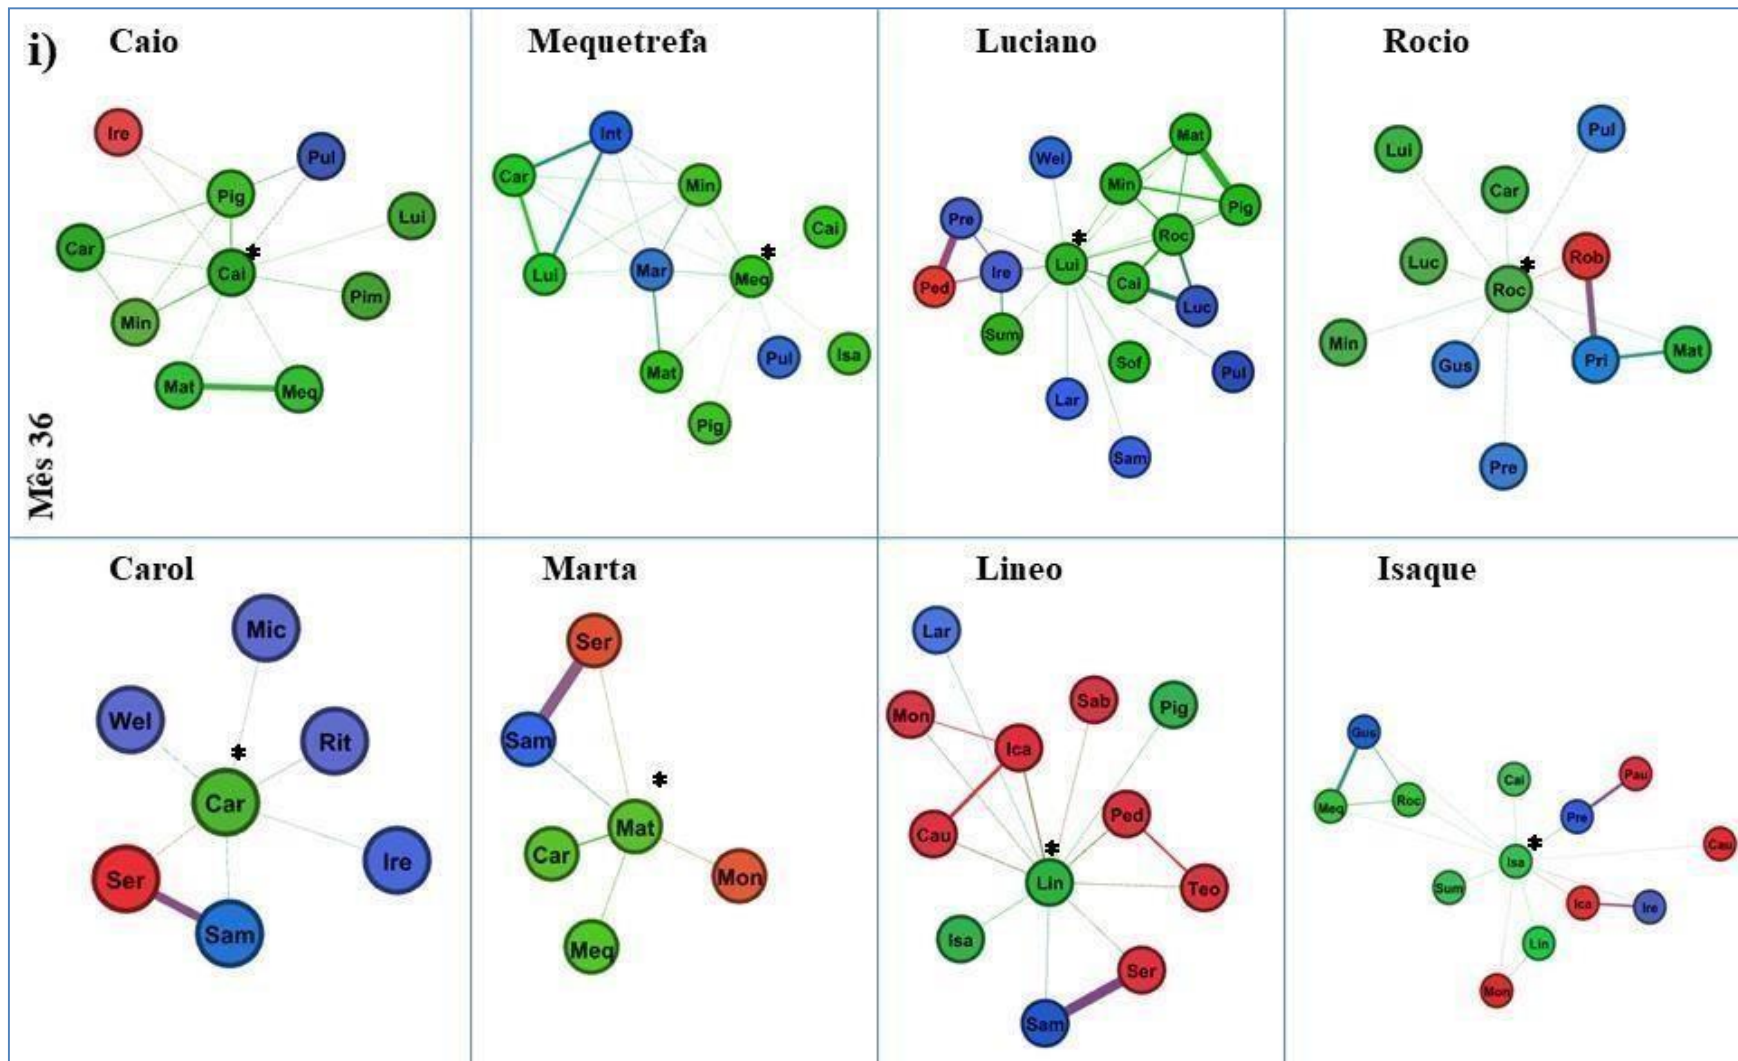 i)
Caio
Mequetrefa
Luciano
Rocio
Mês 36
Ire
Pul
Pig
Lui
Car
Cai
*
Pim
Min
Mat
Meq
Int
Car
Min
Cai
*
Lui
Mar
Meq
Isa
Pul
Mat
Pig
Mat
Wel
Min
Pig
Pre
Roc
*
Lui
Ire
Cai
Ped
Luc
Sum
Sof
Pul
Lar
Sam
Pul
Lui
Car
Luc
Rob
*
Roc
Min
Gus
Pri
Mat
Pre
Carol
Marta
Lineo
Isaque
Mic
Wel
Rit
*
Car
Ire
Ser
Sam
Ser
Sam
*
Mat
Car
Mon
Meq
Lar
Mon
Sab
Pig
Ica
Cau
Ped
*
Lin
Teo
Isa
Ser
Sam
Gus
Cai
Pau
Meq
Roc
Pre
*
Cau
Isa
Sum
Ica
Ire
Lin
Mon